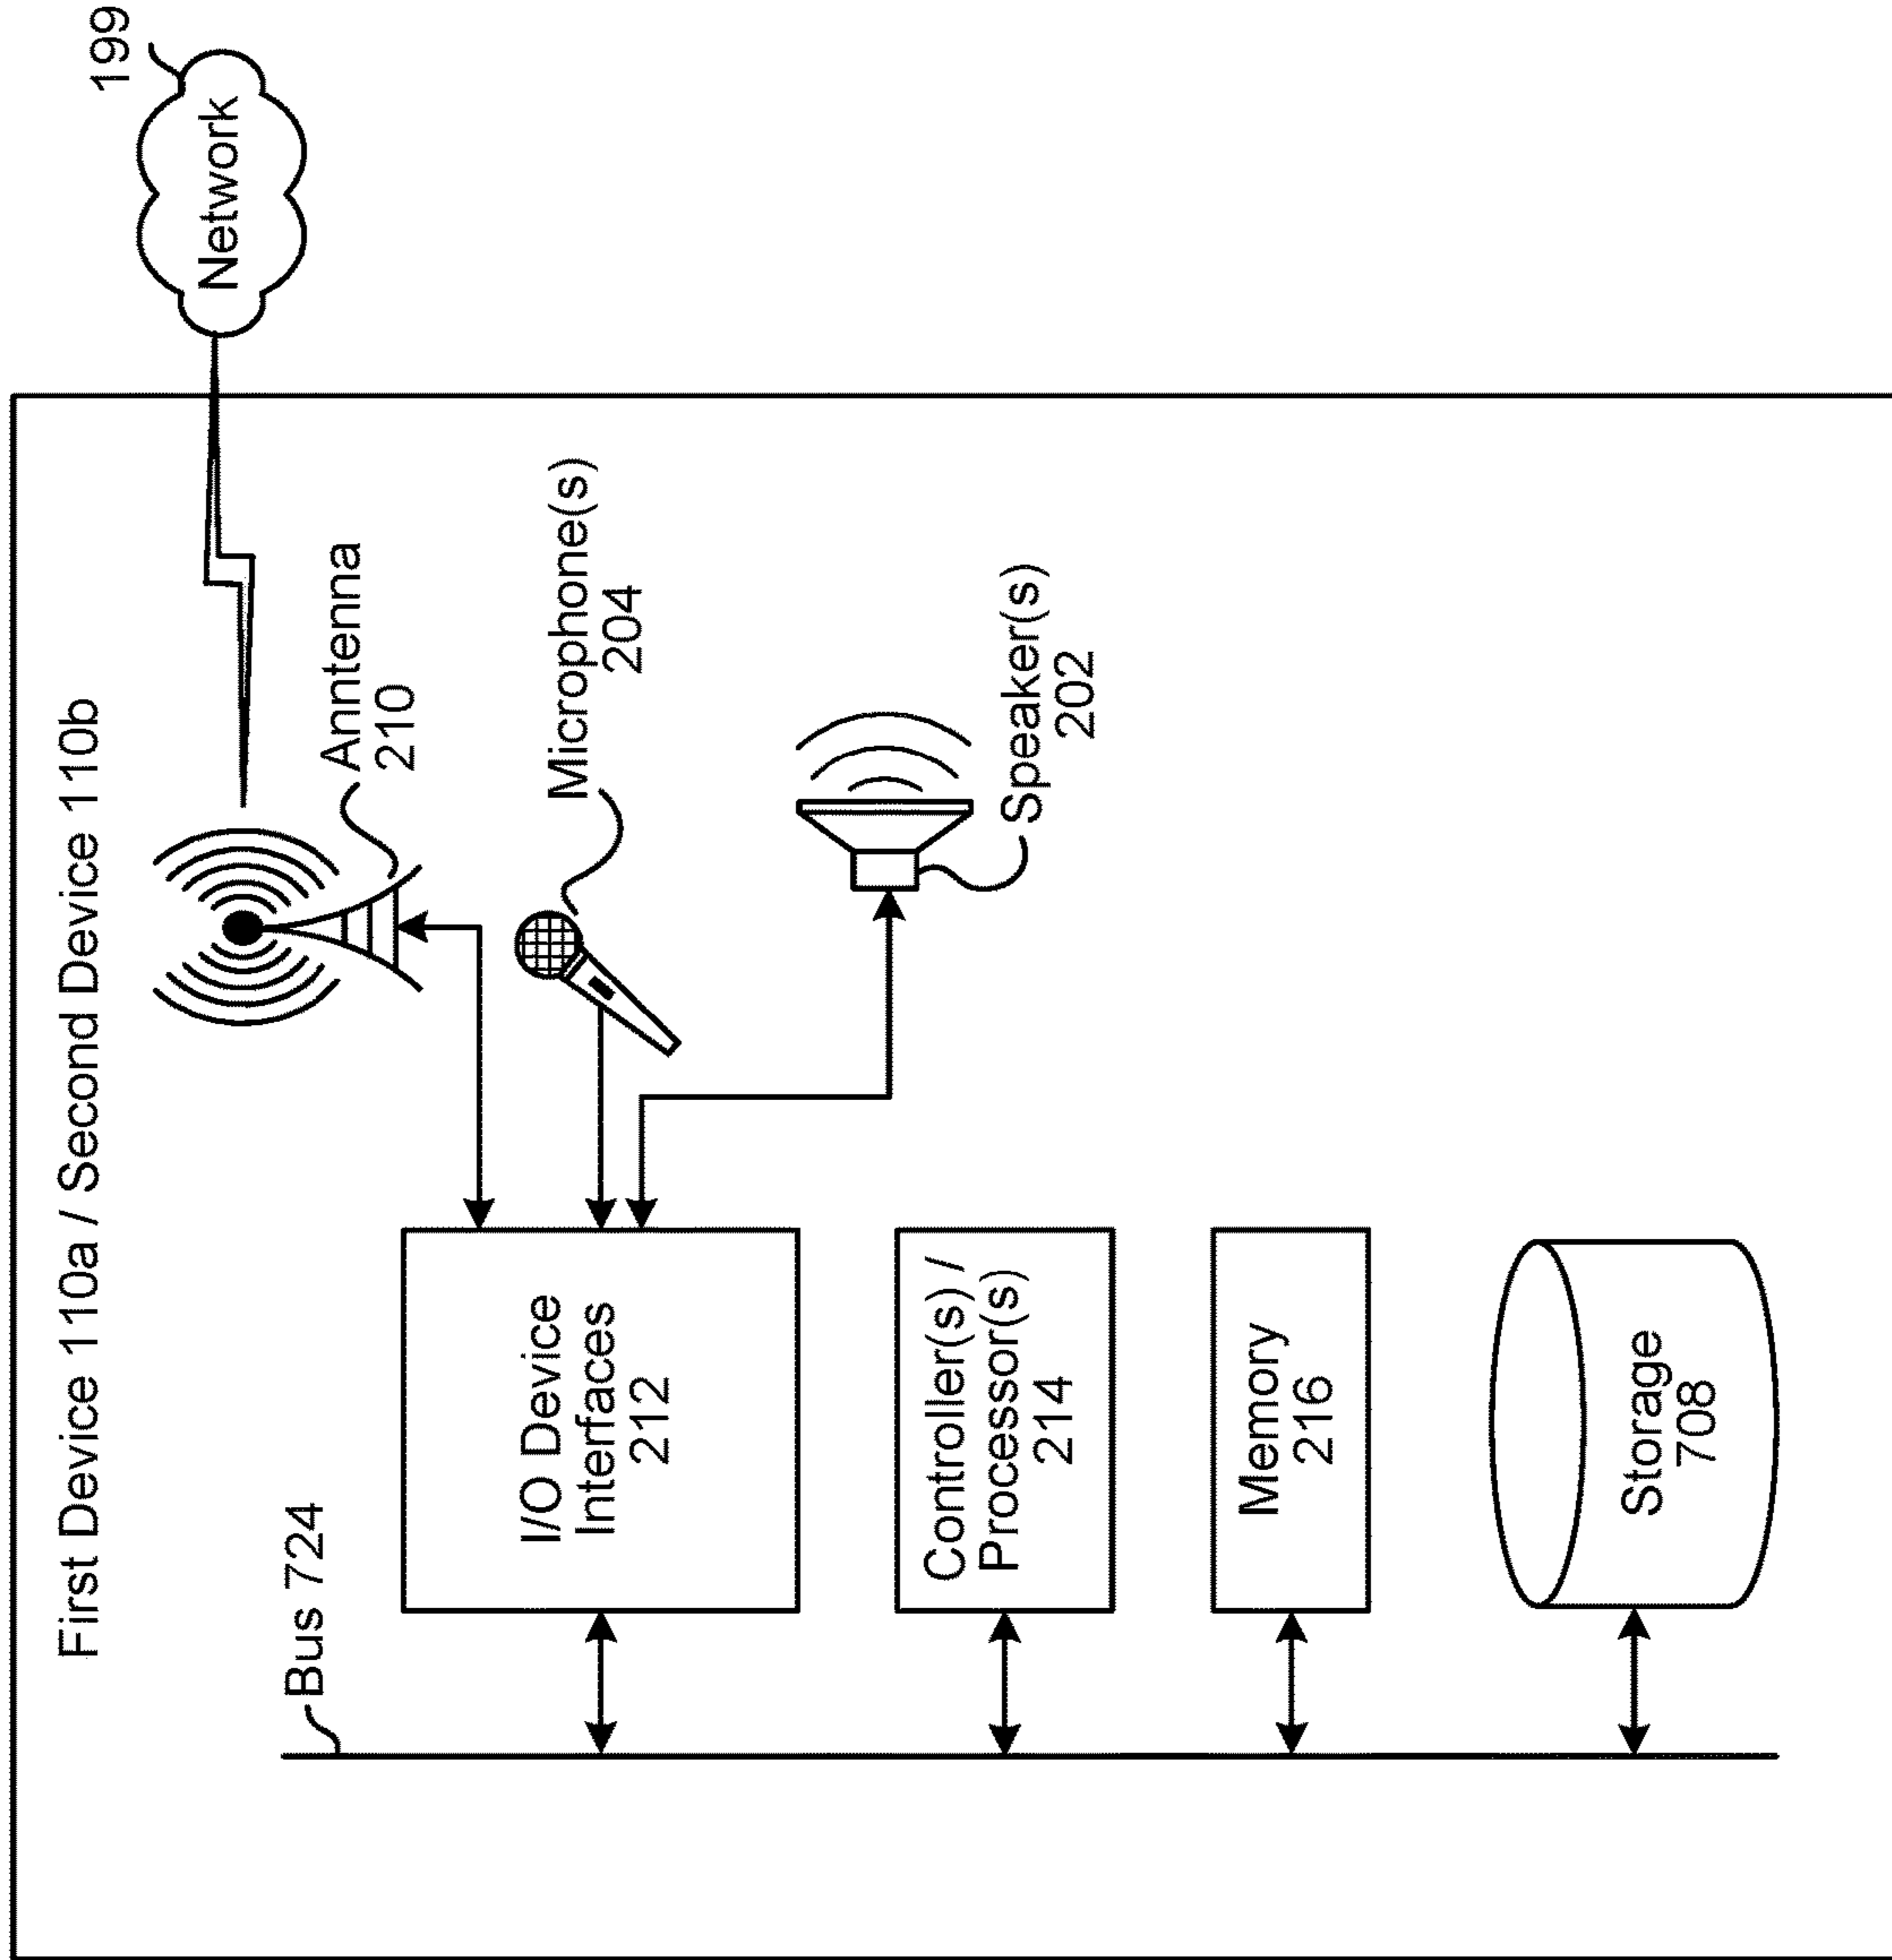 First Device 110a / Second Device 110b
199
Network
Bus 724
Anntenna
210
Microphone(s)
204
Speaker(s)
202
I/O Device
Interfaces
212
Controller(s) /
Processor(s)
214
Memory
216
Storage
708